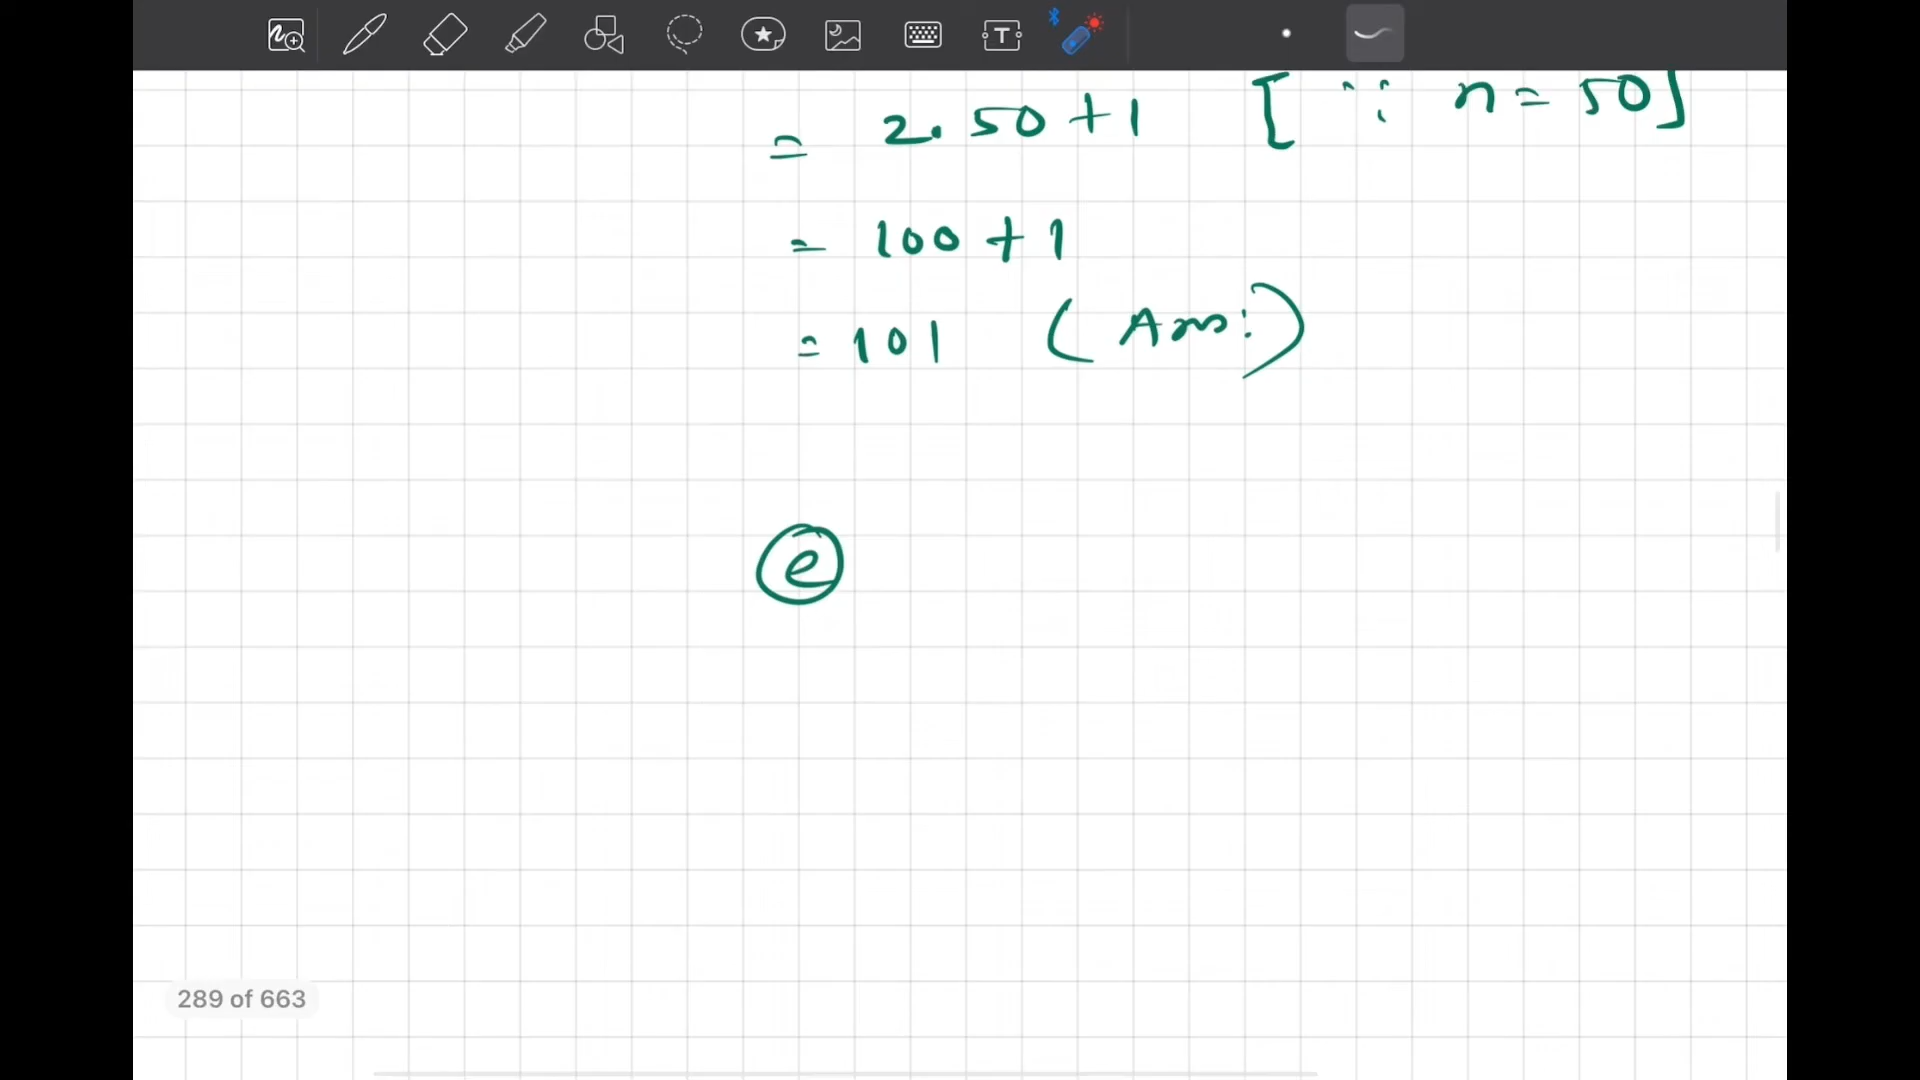 = 2.50+1 [∵ n=50]
= 100+1
= 101 (Ans:)
e
289 of 663